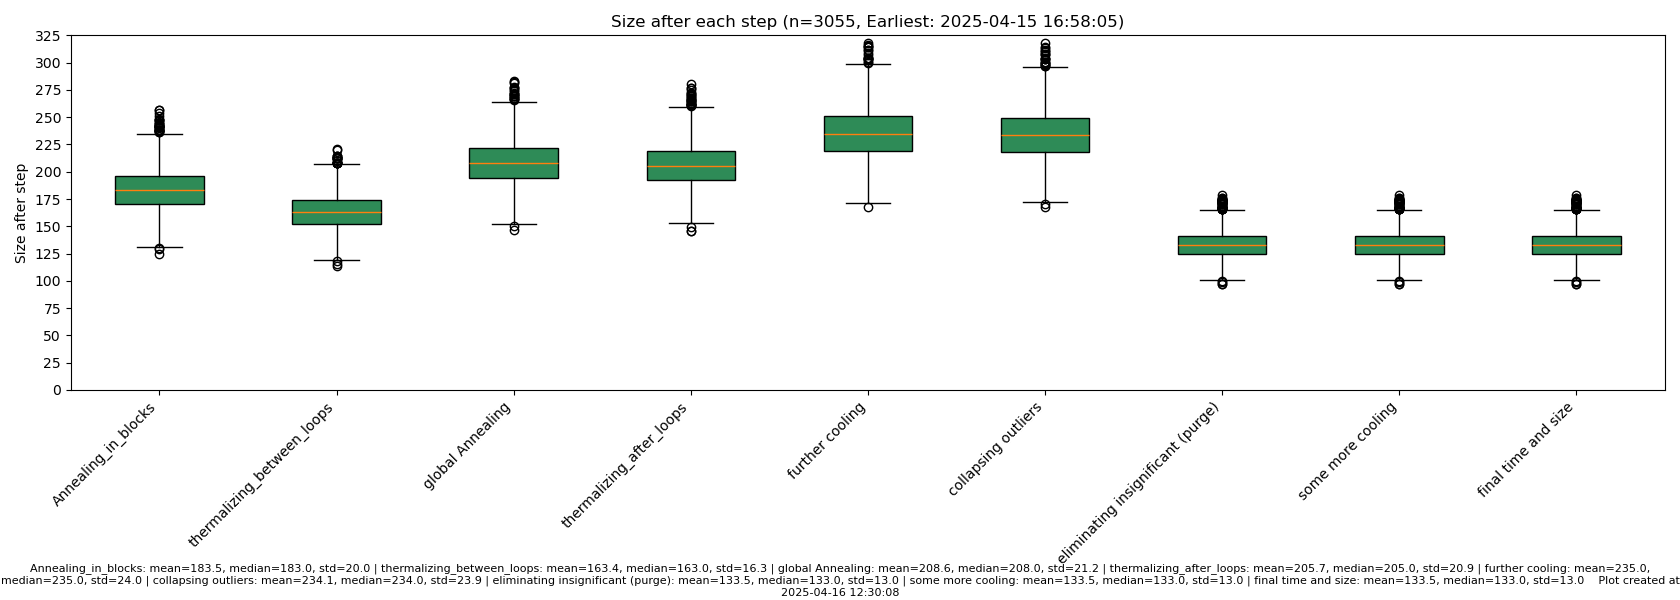 Size after each step (n=3055, Earliest: 2025-04-15 16:58:05)
325
300
275
250
225
200
175
150
125
100
75
50
25
0
Size after step
Annealing_in_blocks
thermalizing_between_loops
global Annealing
thermalizing_after_loops
further cooling
collapsing outliers
eliminating insignificant (purge)
some more cooling
final time and size
Annealing_in_blocks: mean=183.5, median=183.0, std=20.0 | thermalizing_between_loops: mean=163.4, median=163.0, std=16.3 | global Annealing: mean=208.6, median=208.0, std=21.2 | thermalizing_after_loops: mean=205.7, median=205.0, std=20.9 | further cooling: mean=235.0,
median=235.0, std=24.0 | collapsing outliers: mean=234.1, median=234.0, std=23.9 | eliminating insignificant (purge): mean=133.5, median=133.0, std=13.0 | some more cooling: mean=133.5, median=133.0, std=13.0 | final time and size: mean=133.5, median=133.0, std=13.0 Plot created at
2025-04-16 12:30:08